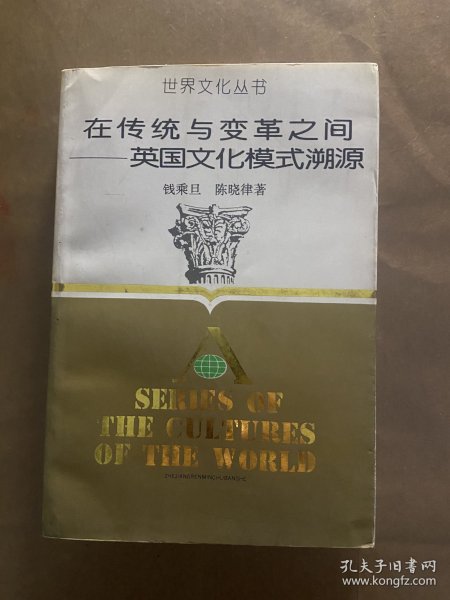 世界文化丛书
在传统与变革之间
——英国文化模式溯源
钱乘旦 陈晓律著
A
SERIES OF
THE CULTURES
OF THE WORLD
ZHEJIANGRENMINCHUBANSHE
孔夫子旧书网
www.kongfz.com